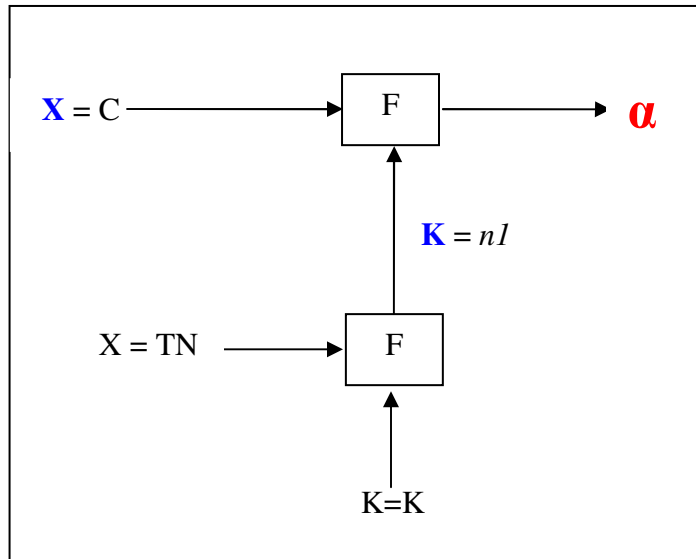 X = C
F
α
K = n1
X = TN
F
K=K